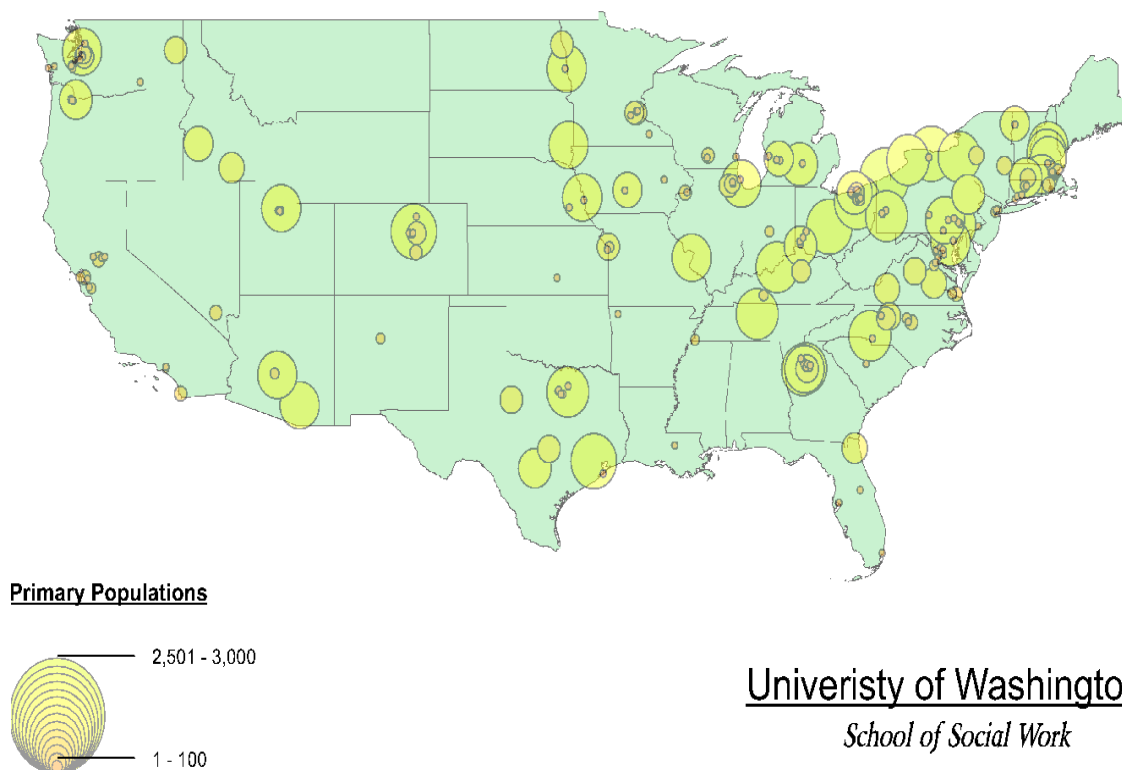 Primary Populations
2,501 - 3,000
1 - 100
Univeristy of Washingto
School of Social Work